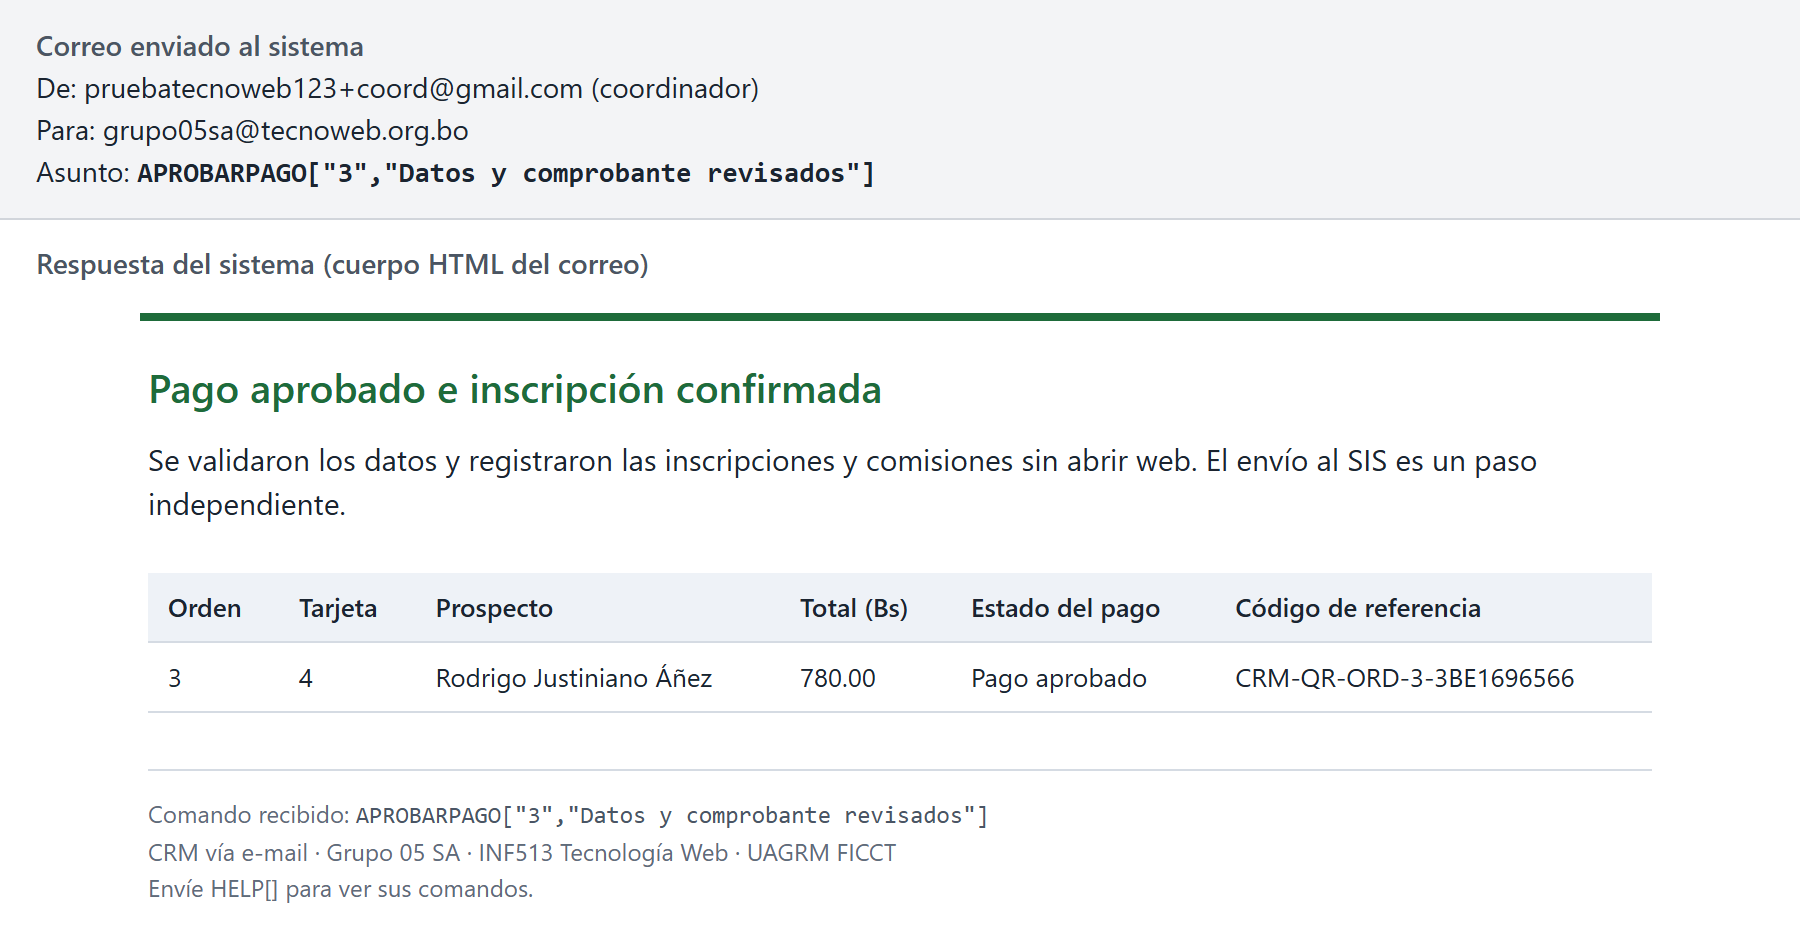 Correo enviado al sistema
De: pruebatecnoweb123+coord@gmail.com (coordinador)
Para: grupo05sa@tecnoweb.org.bo
Asunto: APROBARPAGO["3","Datos y comprobante revisados"]
Respuesta del sistema (cuerpo HTML del correo)
Pago aprobado e inscripción confirmada
Se validaron los datos y registraron las inscripciones y comisiones sin abrir web. El envío al SIS es un paso
independiente.
Orden Tarjeta Prospecto Total (Bs) Estado del pago Código de referencia
3 4 Rodrigo Justiniano Áñez 780.00 Pago aprobado CRM-QR-ORD-3-3BE1696566
Comando recibido: APROBARPAGO["3","Datos y comprobante revisados"]
CRM vía e-mail · Grupo 05 SA · INF513 Tecnología Web · UAGRM FICCT
Envíe HELP[] para ver sus comandos.